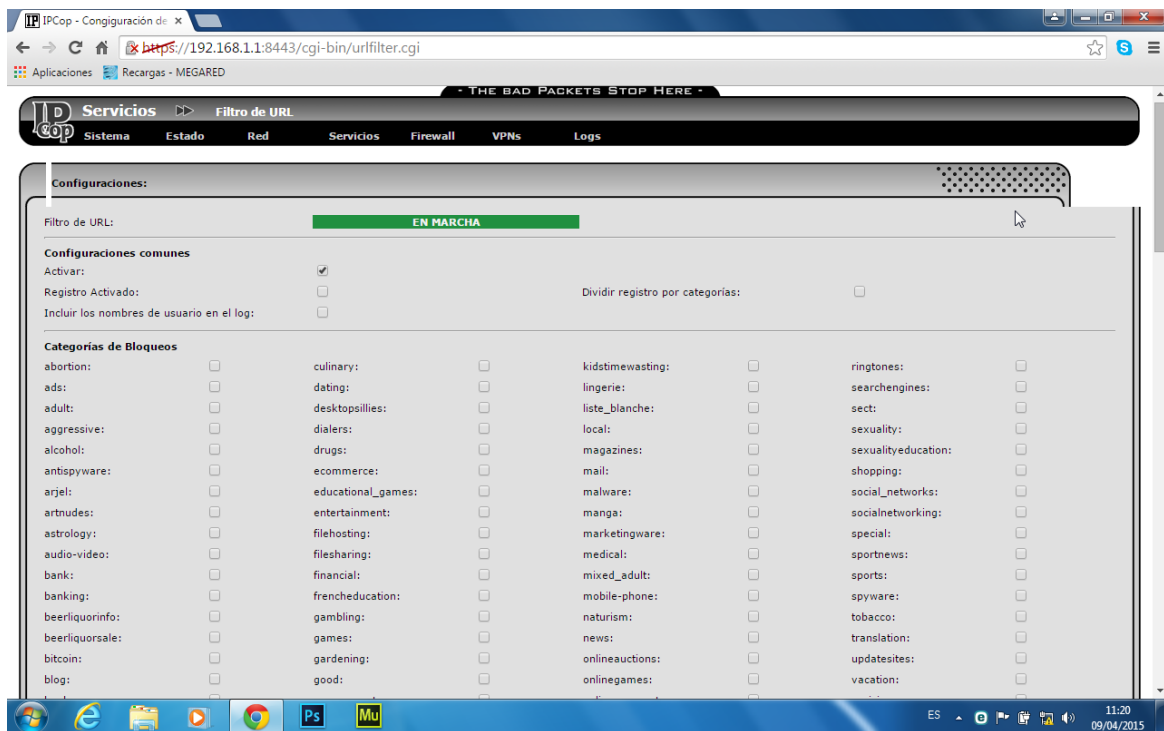 IPCop - Congiguración de
https://192.168.1.1:8443/cgi-bin/urlfilter.cgi
Aplicaciones Recargas - MEGARED
- THE BAD PACKETS STOP HERE -
IP cop
Servicios Filtro de URL
Sistema Estado Red Servicios Firewall VPNs Logs
Configuraciones:
Filtro de URL: EN MARCHA
Configuraciones comunes
Activar:
Registro Activado: Dividir registro por categorías:
Incluir los nombres de usuario en el log:
Categorías de Bloqueos
abortion: culinary: kidstimewasting: ringtones:
ads: dating: lingerie: searchengines:
adult: desktopsillies: liste_blanche: sect:
aggressive: dialers: local: sexuality:
alcohol: drugs: magazines: sexualityeducation:
antispyware: ecommerce: mail: shopping:
arjel: educational_games: malware: social_networks:
artnudes: entertainment: manga: socialnetworking:
astrology: filehosting: marketingware: special:
audio-video: filesharing: medical: sportnews:
bank: financial: mixed_adult: sports:
banking: frencheducation: mobile-phone: spyware:
beerliquorinfo: gambling: naturism: tobacco:
beerliquorsale: games: news: translation:
bitcoin: gardening: onlineauctions: updatesites:
blog: good: onlinegames: vacation:
Ps Mu ES 11:20
09/04/2015